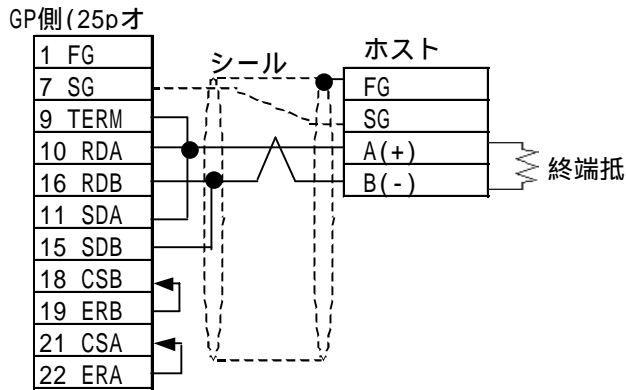 GP側(25pオ
1 FG
7 SG
9 TERM
10 RDA
16 RDB
11 SDA
15 SDB
18 CSB
19 ERB
21 CSA
22 ERA
シール
ホスト
FG
SG
A(+)
B(-)
終端抵